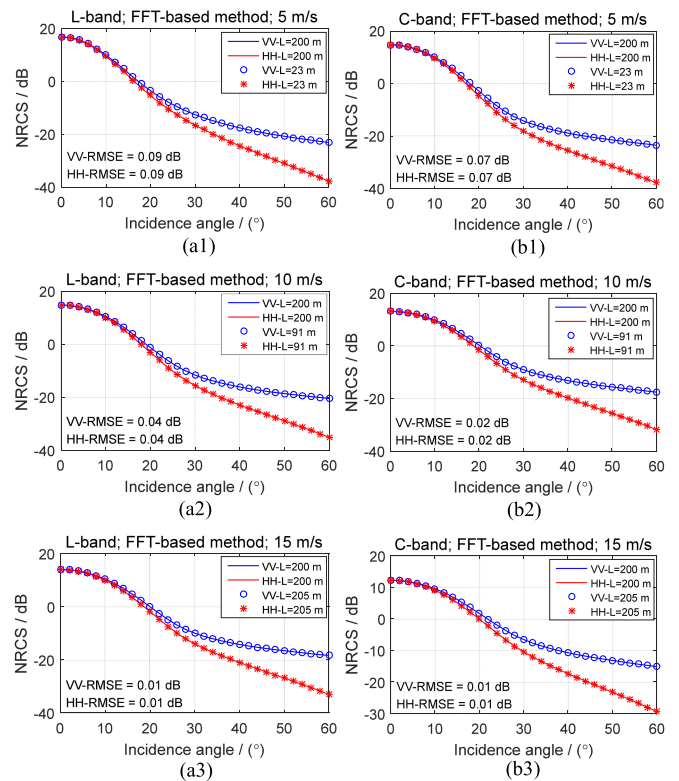 L-band; FFT-based method; 5 m/s
20
0
-20
-40
NRCS / dB
VV-L=200 m
HH-L=200 m
VV-L=23 m
HH-L=23 m
VV-RMSE = 0.09 dB
HH-RMSE = 0.09 dB
0 10 20 30 40 50 60
Incidence angle / (°)
(a1)
C-band; FFT-based method; 5 m/s
20
0
-20
-40
NRCS / dB
VV-L=200 m
HH-L=200 m
VV-L=23 m
HH-L=23 m
VV-RMSE = 0.07 dB
HH-RMSE = 0.07 dB
0 10 20 30 40 50 60
Incidence angle / (°)
(b1)
L-band; FFT-based method; 10 m/s
20
0
-20
-40
NRCS / dB
VV-L=200 m
HH-L=200 m
VV-L=91 m
HH-L=91 m
VV-RMSE = 0.04 dB
HH-RMSE = 0.04 dB
0 10 20 30 40 50 60
Incidence angle / (°)
(a2)
C-band; FFT-based method; 10 m/s
20
0
-20
-40
NRCS / dB
VV-L=200 m
HH-L=200 m
VV-L=91 m
HH-L=91 m
VV-RMSE = 0.02 dB
HH-RMSE = 0.02 dB
0 10 20 30 40 50 60
Incidence angle / (°)
(b2)
L-band; FFT-based method; 15 m/s
20
0
-20
-40
NRCS / dB
VV-L=200 m
HH-L=200 m
VV-L=205 m
HH-L=205 m
VV-RMSE = 0.01 dB
HH-RMSE = 0.01 dB
0 10 20 30 40 50 60
Incidence angle / (°)
(a3)
C-band; FFT-based method; 15 m/s
20
10
0
-10
-20
-30
NRCS / dB
VV-L=200 m
HH-L=200 m
VV-L=205 m
HH-L=205 m
VV-RMSE = 0.01 dB
HH-RMSE = 0.01 dB
0 10 20 30 40 50 60
Incidence angle / (°)
(b3)